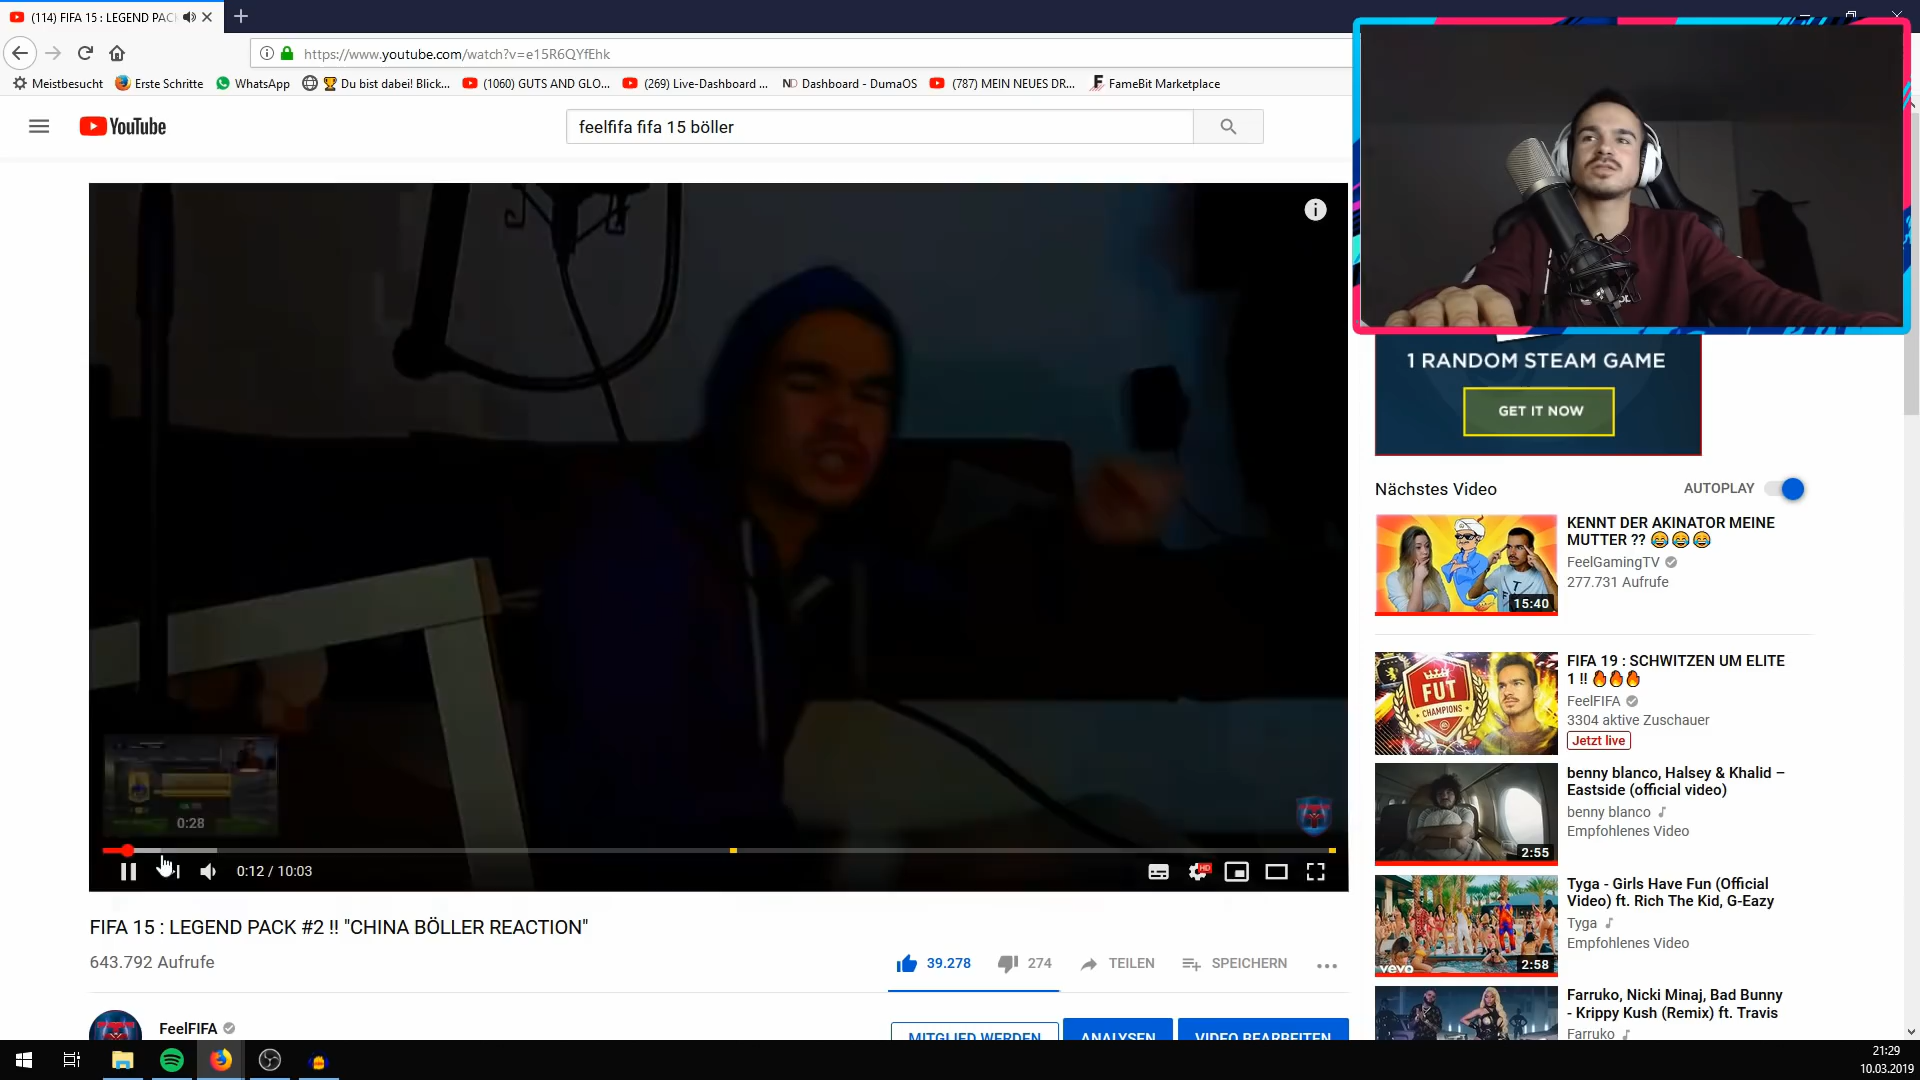 (114) FIFA 15 : LEGEND PACK
https://www.youtube.com/watch?v=e15R6QYfEhk
Meistbesucht
Erste Schritte
WhatsApp
Du bist dabei! Blick...
(1060) GUTS AND GLO...
(269) Live-Dashboard ...
ND Dashboard - DumaOS
(787) MEIN NEUES DR...
F FameBit Marketplace
YouTube
feelfifa fifa 15 böller
1 RANDOM STEAM GAME
GET IT NOW
Nächstes Video
AUTOPLAY
KENNT DER AKINATOR MEINE
MUTTER ?? 😂😂😂
FeelGamingTV
277.731 Aufrufe
15:40
FUT
CHAMPIONS
FIFA 19 : SCHWITZEN UM ELITE
1 !! 🔥🔥🔥
FeelFIFA
3304 aktive Zuschauer
Jetzt live
benny blanco, Halsey & Khalid –
Eastside (official video)
benny blanco
Empfohlenes Video
2:55
Tyga - Girls Have Fun (Official
Video) ft. Rich The Kid, G-Eazy
Tyga
Empfohlenes Video
vevo
2:58
Farruko, Nicki Minaj, Bad Bunny
- Krippy Kush (Remix) ft. Travis
Farruko
0:28
0:12 / 10:03
HD
FIFA 15 : LEGEND PACK #2 !! "CHINA BÖLLER REACTION"
643.792 Aufrufe
39.278
274
TEILEN
SPEICHERN
FeelFIFA
MITGLIED WERDEN
ANALYSEN
VIDEO BEARBEITEN
21:29
10.03.2019